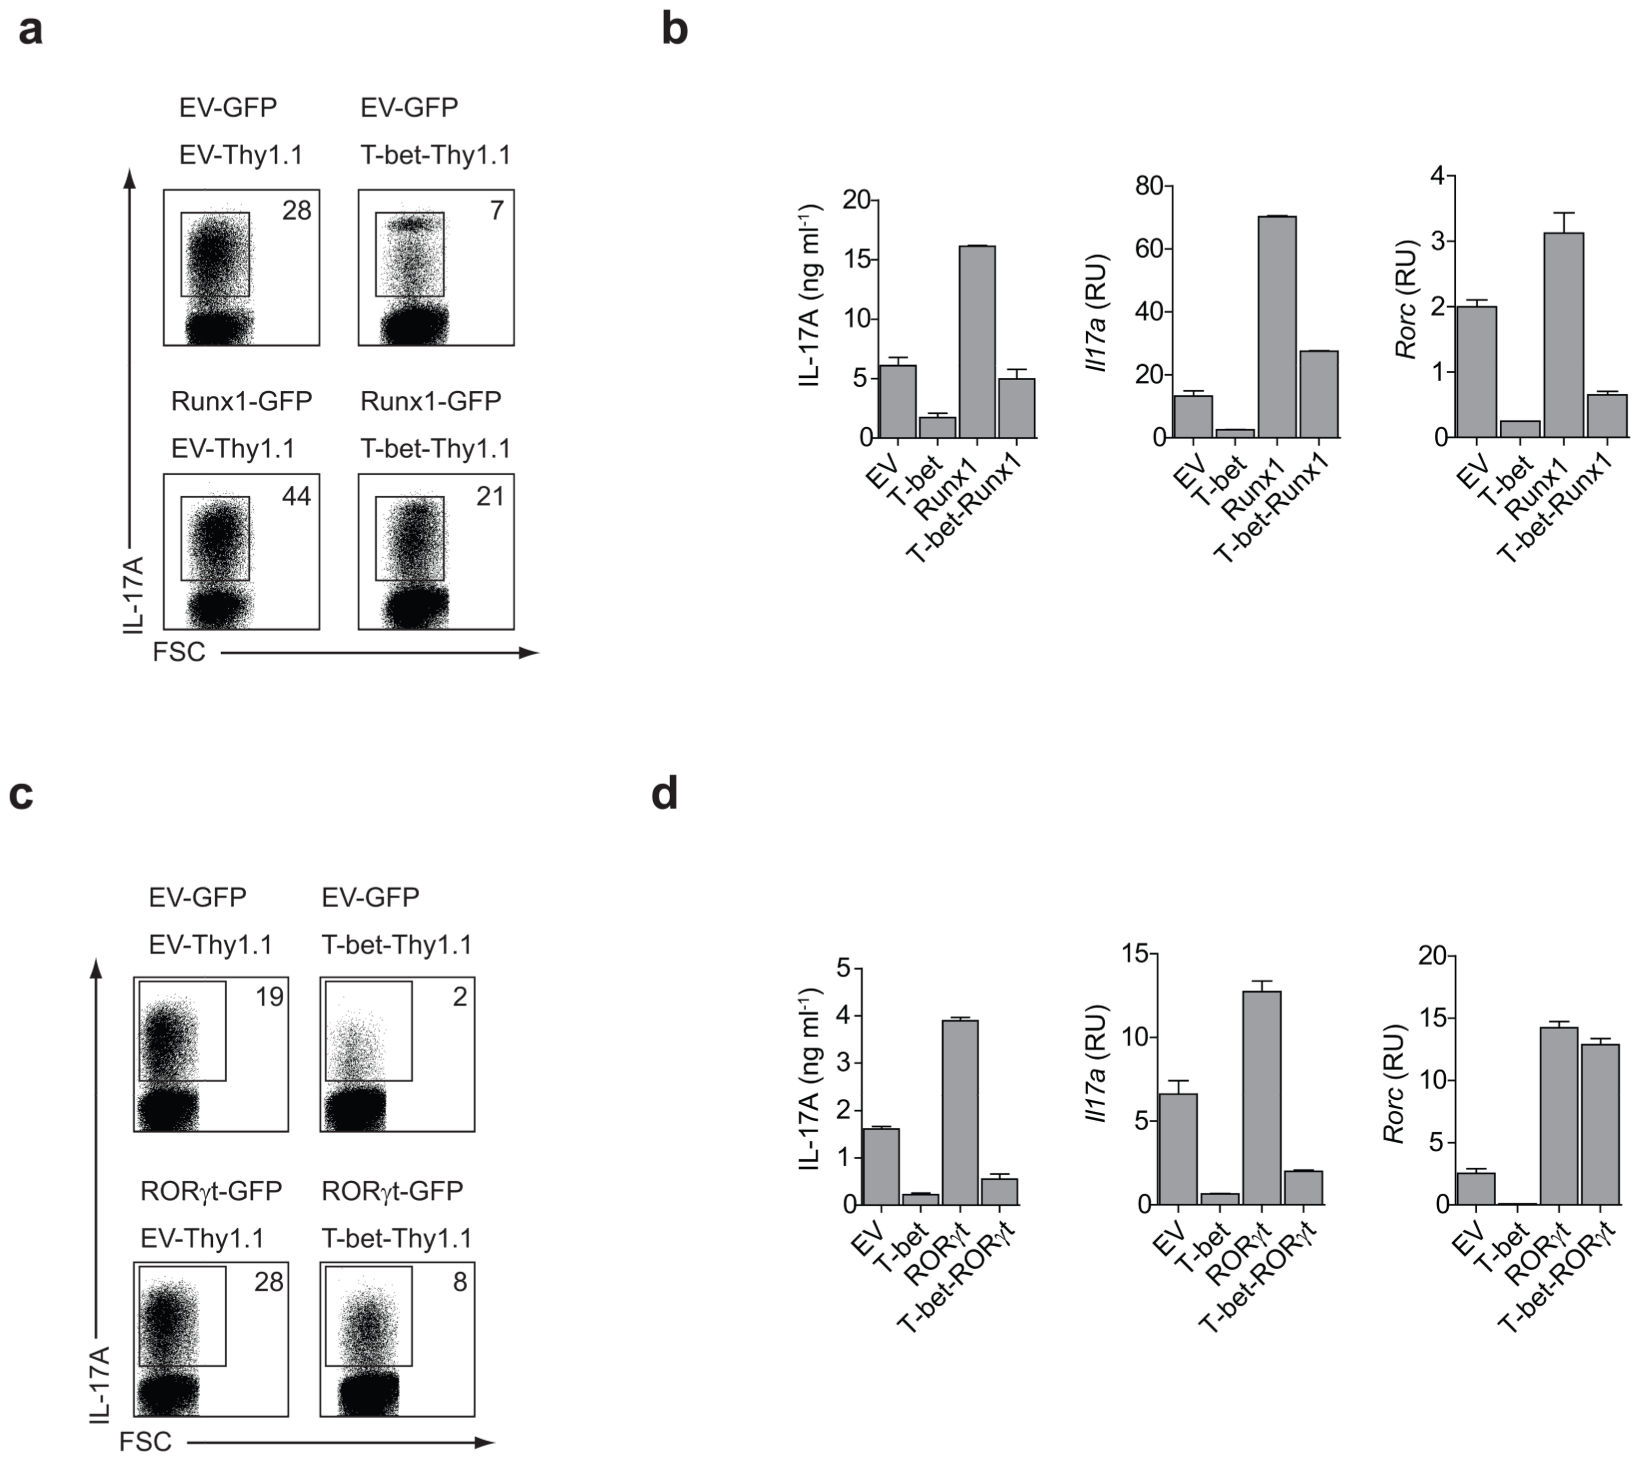 a
EV-GFP
EV-Thy1.1
28
EV-GFP
T-bet-Thy1.1
7
Runx1-GFP
EV-Thy1.1
44
Runx1-GFP
T-bet-Thy1.1
21
IL-17A
FSC
b
IL-17A (ng ml⁻¹)
20
15
10
5
0
EV
T-bet
Runx1
T-bet-Runx1
Il17a (RU)
80
60
40
20
0
EV
T-bet
Runx1
T-bet-Runx1
Rorc (RU)
4
3
2
1
0
EV
T-bet
Runx1
T-bet-Runx1
c
EV-GFP
EV-Thy1.1
19
EV-GFP
T-bet-Thy1.1
2
RORγt-GFP
EV-Thy1.1
28
RORγt-GFP
T-bet-Thy1.1
8
IL-17A
FSC
d
IL-17A (ng ml⁻¹)
5
4
3
2
1
0
EV
T-bet
RORγt
T-bet-RORγt
Il17a (RU)
15
10
5
0
EV
T-bet
RORγt
T-bet-RORγt
Rorc (RU)
20
15
10
5
0
EV
T-bet
RORγt
T-bet-RORγt